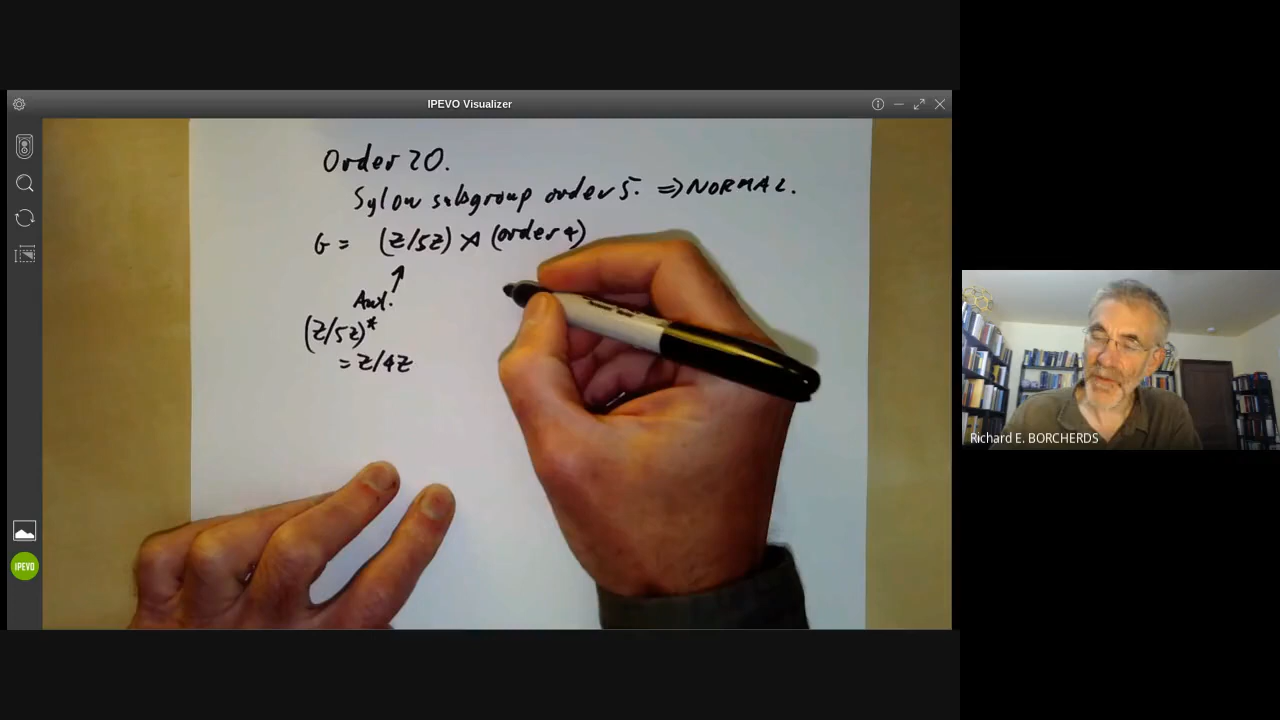 IPEVO Visualizer
Order 20.
Sylow subgroup order 5. ⇒ NORMAL.
G = (Z/5Z) ⋊ (order 4)
Aut.
(Z/5Z)*
= Z/4Z
Richard E. BORCHERDS
IPEVO